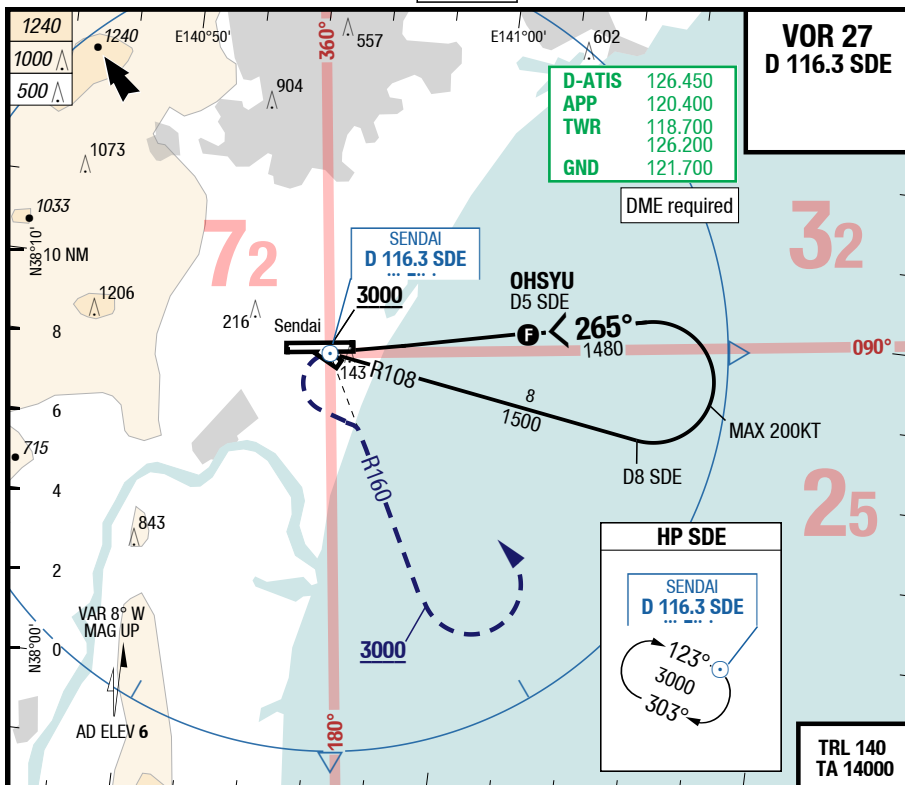 1240
1000
500
1240
E140°50'
360°
557
E141°00'
602
VOR 27
D 116.3 SDE
904
D-ATIS 126.450
APP 120.400
TWR 118.700
126.200
GND 121.700
1073
DME required
1033
N38°10'
10 NM
72
32
SENDAI
D 116.3 SDE
1206
3000
OHSYU
D5 SDE
216
Sendai
8
F
265°
1480
090°
143
R108
8
1500
6
MAX 200KT
715
D8 SDE
R160
4
25
843
HP SDE
2
SENDAI
D 116.3 SDE
VAR 8° W
MAG UP
123°
3000
303°
N38°00'
0
3000
AD ELEV 6
180°
TRL 140
TA 14000